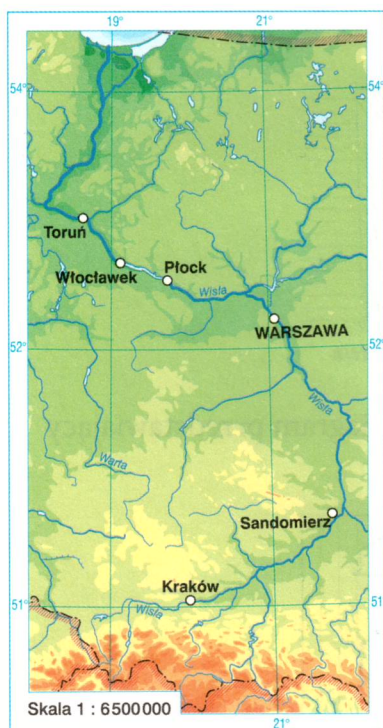 19°
21°
54°
54°
Toruń
Włocławek
Płock
Wisła
WARSZAWA
52°
52°
Wisła
Warta
Sandomierz
Kraków
Wisła
51°
51°
Skala 1 : 6500000
21°